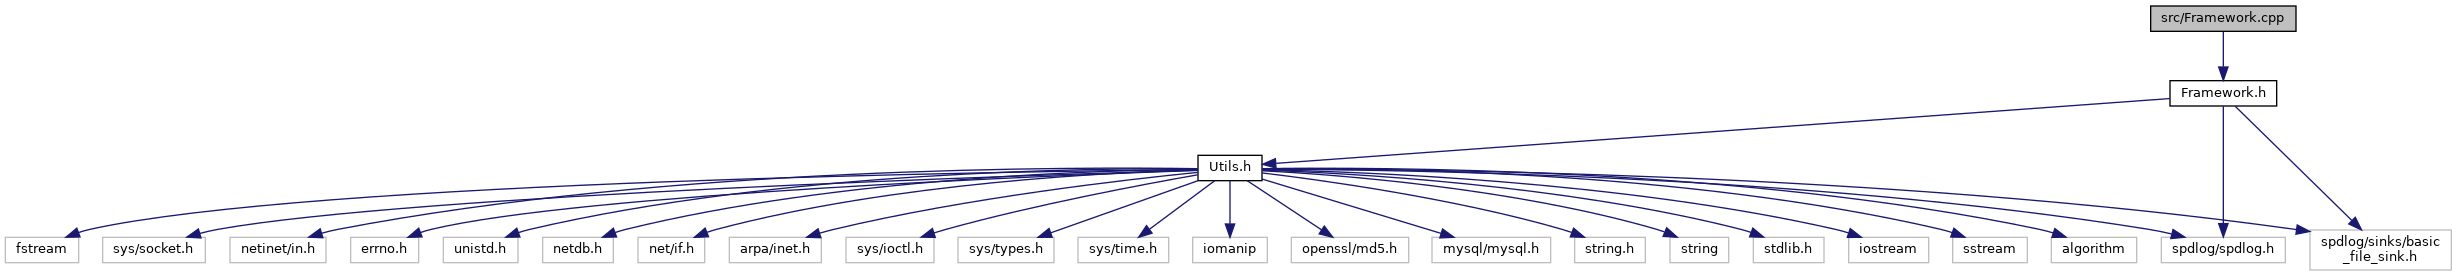 src/Framework.cpp
Framework.h
Utils.h
fstream
sys/socket.h
netinet/in.h
errno.h
unistd.h
netdb.h
net/if.h
arpa/inet.h
sys/ioctl.h
sys/types.h
sys/time.h
iomanip
openssl/md5.h
mysql/mysql.h
string.h
string
stdlib.h
iostream
sstream
algorithm
spdlog/spdlog.h
spdlog/sinks/basic
_file_sink.h